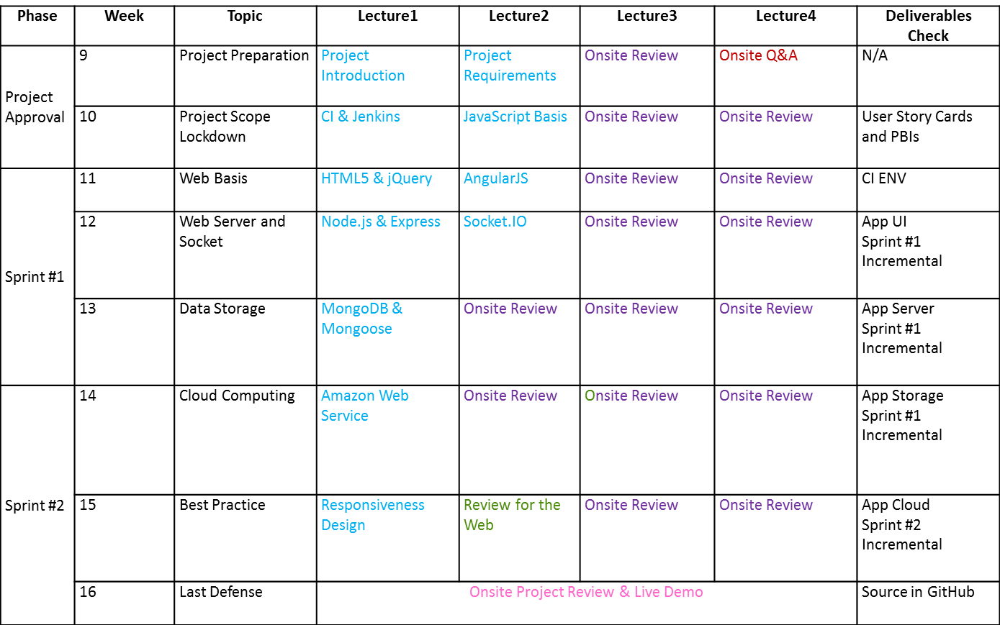 Phase Week Topic Lecture1 Lecture2 Lecture3 Lecture4 Deliverables
Check
Project
Approval
9 Project Preparation Project
Introduction
Project
Requirements
Onsite Review Onsite Q&A N/A
10 Project Scope
Lockdown
CI & Jenkins JavaScript Basis Onsite Review Onsite Review User Story Cards
and PBIs
Sprint #1
11 Web Basis HTML5 & jQuery AngularJS Onsite Review Onsite Review CI ENV
12 Web Server and
Socket
Node.js & Express Socket.IO Onsite Review Onsite Review App UI
Sprint #1
Incremental
13 Data Storage MongoDB &
Mongoose
Onsite Review Onsite Review Onsite Review App Server
Sprint #1
Incremental
Sprint #2
14 Cloud Computing Amazon Web
Service
Onsite Review Onsite Review Onsite Review App Storage
Sprint #1
Incremental
15 Best Practice Responsiveness
Design
Review for the
Web
Onsite Review Onsite Review App Cloud
Sprint #2
Incremental
16 Last Defense Onsite Project Review & Live Demo Source in GitHub